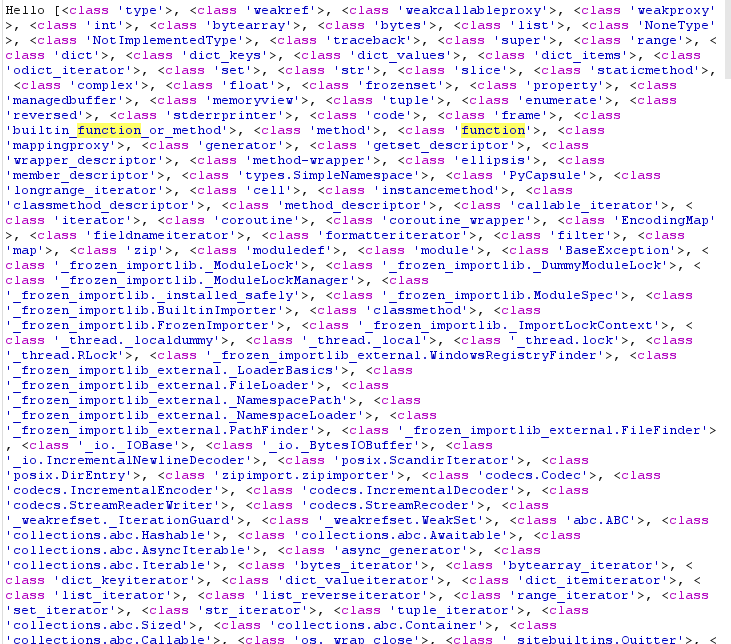 Hello [<class 'type'>, <class 'weakref'>, <class 'weakcallableproxy'>, <class 'weakproxy'
>, <class 'int'>, <class 'bytearray'>, <class 'bytes'>, <class 'list'>, <class 'NoneType'
>, <class 'NotImplementedType'>, <class 'traceback'>, <class 'super'>, <class 'range'>, <
class 'dict'>, <class 'dict_keys'>, <class 'dict_values'>, <class 'dict_items'>, <class
'odict_iterator'>, <class 'set'>, <class 'str'>, <class 'slice'>, <class 'staticmethod'>,
<class 'complex'>, <class 'float'>, <class 'frozenset'>, <class 'property'>, <class
'managedbuffer'>, <class 'memoryview'>, <class 'tuple'>, <class 'enumerate'>, <class
'reversed'>, <class 'stderrprinter'>, <class 'code'>, <class 'frame'>, <class
'builtin_function_or_method'>, <class 'method'>, <class 'function'>, <class
'mappingproxy'>, <class 'generator'>, <class 'getset_descriptor'>, <class
'wrapper_descriptor'>, <class 'method-wrapper'>, <class 'ellipsis'>, <class
'member_descriptor'>, <class 'types.SimpleNamespace'>, <class 'PyCapsule'>, <class
'longrange_iterator'>, <class 'cell'>, <class 'instancemethod'>, <class
'classmethod_descriptor'>, <class 'method_descriptor'>, <class 'callable_iterator'>, <
class 'iterator'>, <class 'coroutine'>, <class 'coroutine_wrapper'>, <class 'EncodingMap'
>, <class 'fieldnameiterator'>, <class 'formatteriterator'>, <class 'filter'>, <class
'map'>, <class 'zip'>, <class 'moduledef'>, <class 'module'>, <class 'BaseException'>, <
class '_frozen_importlib._ModuleLock'>, <class '_frozen_importlib._DummyModuleLock'>, <
class '_frozen_importlib._ModuleLockManager'>, <class
'_frozen_importlib._installed_safely'>, <class '_frozen_importlib.ModuleSpec'>, <class
'_frozen_importlib.BuiltinImporter'>, <class 'classmethod'>, <class
'_frozen_importlib.FrozenImporter'>, <class '_frozen_importlib._ImportLockContext'>, <
class '_thread._localdummy'>, <class '_thread._local'>, <class '_thread.lock'>, <class
'_thread.RLock'>, <class '_frozen_importlib_external.WindowsRegistryFinder'>, <class
'_frozen_importlib_external._LoaderBasics'>, <class
'_frozen_importlib_external.FileLoader'>, <class
'_frozen_importlib_external._NamespacePath'>, <class
'_frozen_importlib_external._NamespaceLoader'>, <class
'_frozen_importlib_external.PathFinder'>, <class '_frozen_importlib_external.FileFinder'>
, <class '_io._IOBase'>, <class '_io._BytesIOBuffer'>, <class
'_io.IncrementalNewlineDecoder'>, <class 'posix.ScandirIterator'>, <class
'posix.DirEntry'>, <class 'zipimport.zipimporter'>, <class 'codecs.Codec'>, <class
'codecs.IncrementalEncoder'>, <class 'codecs.IncrementalDecoder'>, <class
'codecs.StreamReaderWriter'>, <class 'codecs.StreamRecoder'>, <class
'_weakrefset._IterationGuard'>, <class '_weakrefset.WeakSet'>, <class 'abc.ABC'>, <class
'collections.abc.Hashable'>, <class 'collections.abc.Awaitable'>, <class
'collections.abc.AsyncIterable'>, <class 'async_generator'>, <class
'collections.abc.Iterable'>, <class 'bytes_iterator'>, <class 'bytearray_iterator'>, <
class 'dict_keyiterator'>, <class 'dict_valueiterator'>, <class 'dict_itemiterator'>, <
class 'list_iterator'>, <class 'list_reverseiterator'>, <class 'range_iterator'>, <class
'set_iterator'>, <class 'str_iterator'>, <class 'tuple_iterator'>, <class
'collections.abc.Sized'>, <class 'collections.abc.Container'>, <class
'collections.abc.Callable'>, <class 'os._wrap_close'>, <class '_sitebuiltins.Quitter'>, <